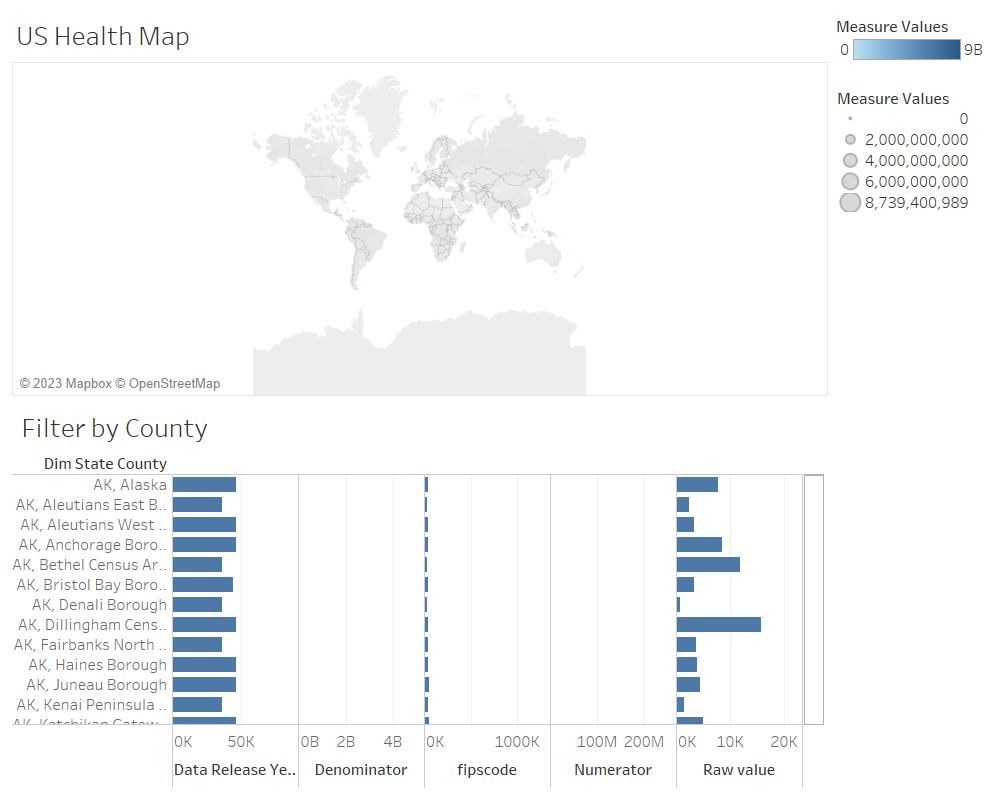 US Health Map
Measure Values
0 9B
Measure Values
0
2,000,000,000
4,000,000,000
6,000,000,000
8,739,400,989
© 2023 Mapbox © OpenStreetMap
Filter by County
Dim State County
AK, Alaska
AK, Aleutians East B..
AK, Aleutians West ..
AK, Anchorage Boro..
AK, Bethel Census Ar..
AK, Bristol Bay Boro..
AK, Denali Borough
AK, Dillingham Cens..
AK, Fairbanks North ..
AK, Haines Borough
AK, Juneau Borough
AK, Kenai Peninsula ..
AK, Ketchikan Gatew..
0K 50K 0B 2B 4B 0K 1000K 100M 200M 0K 10K 20K
Data Release Ye.. Denominator fipscode Numerator Raw value